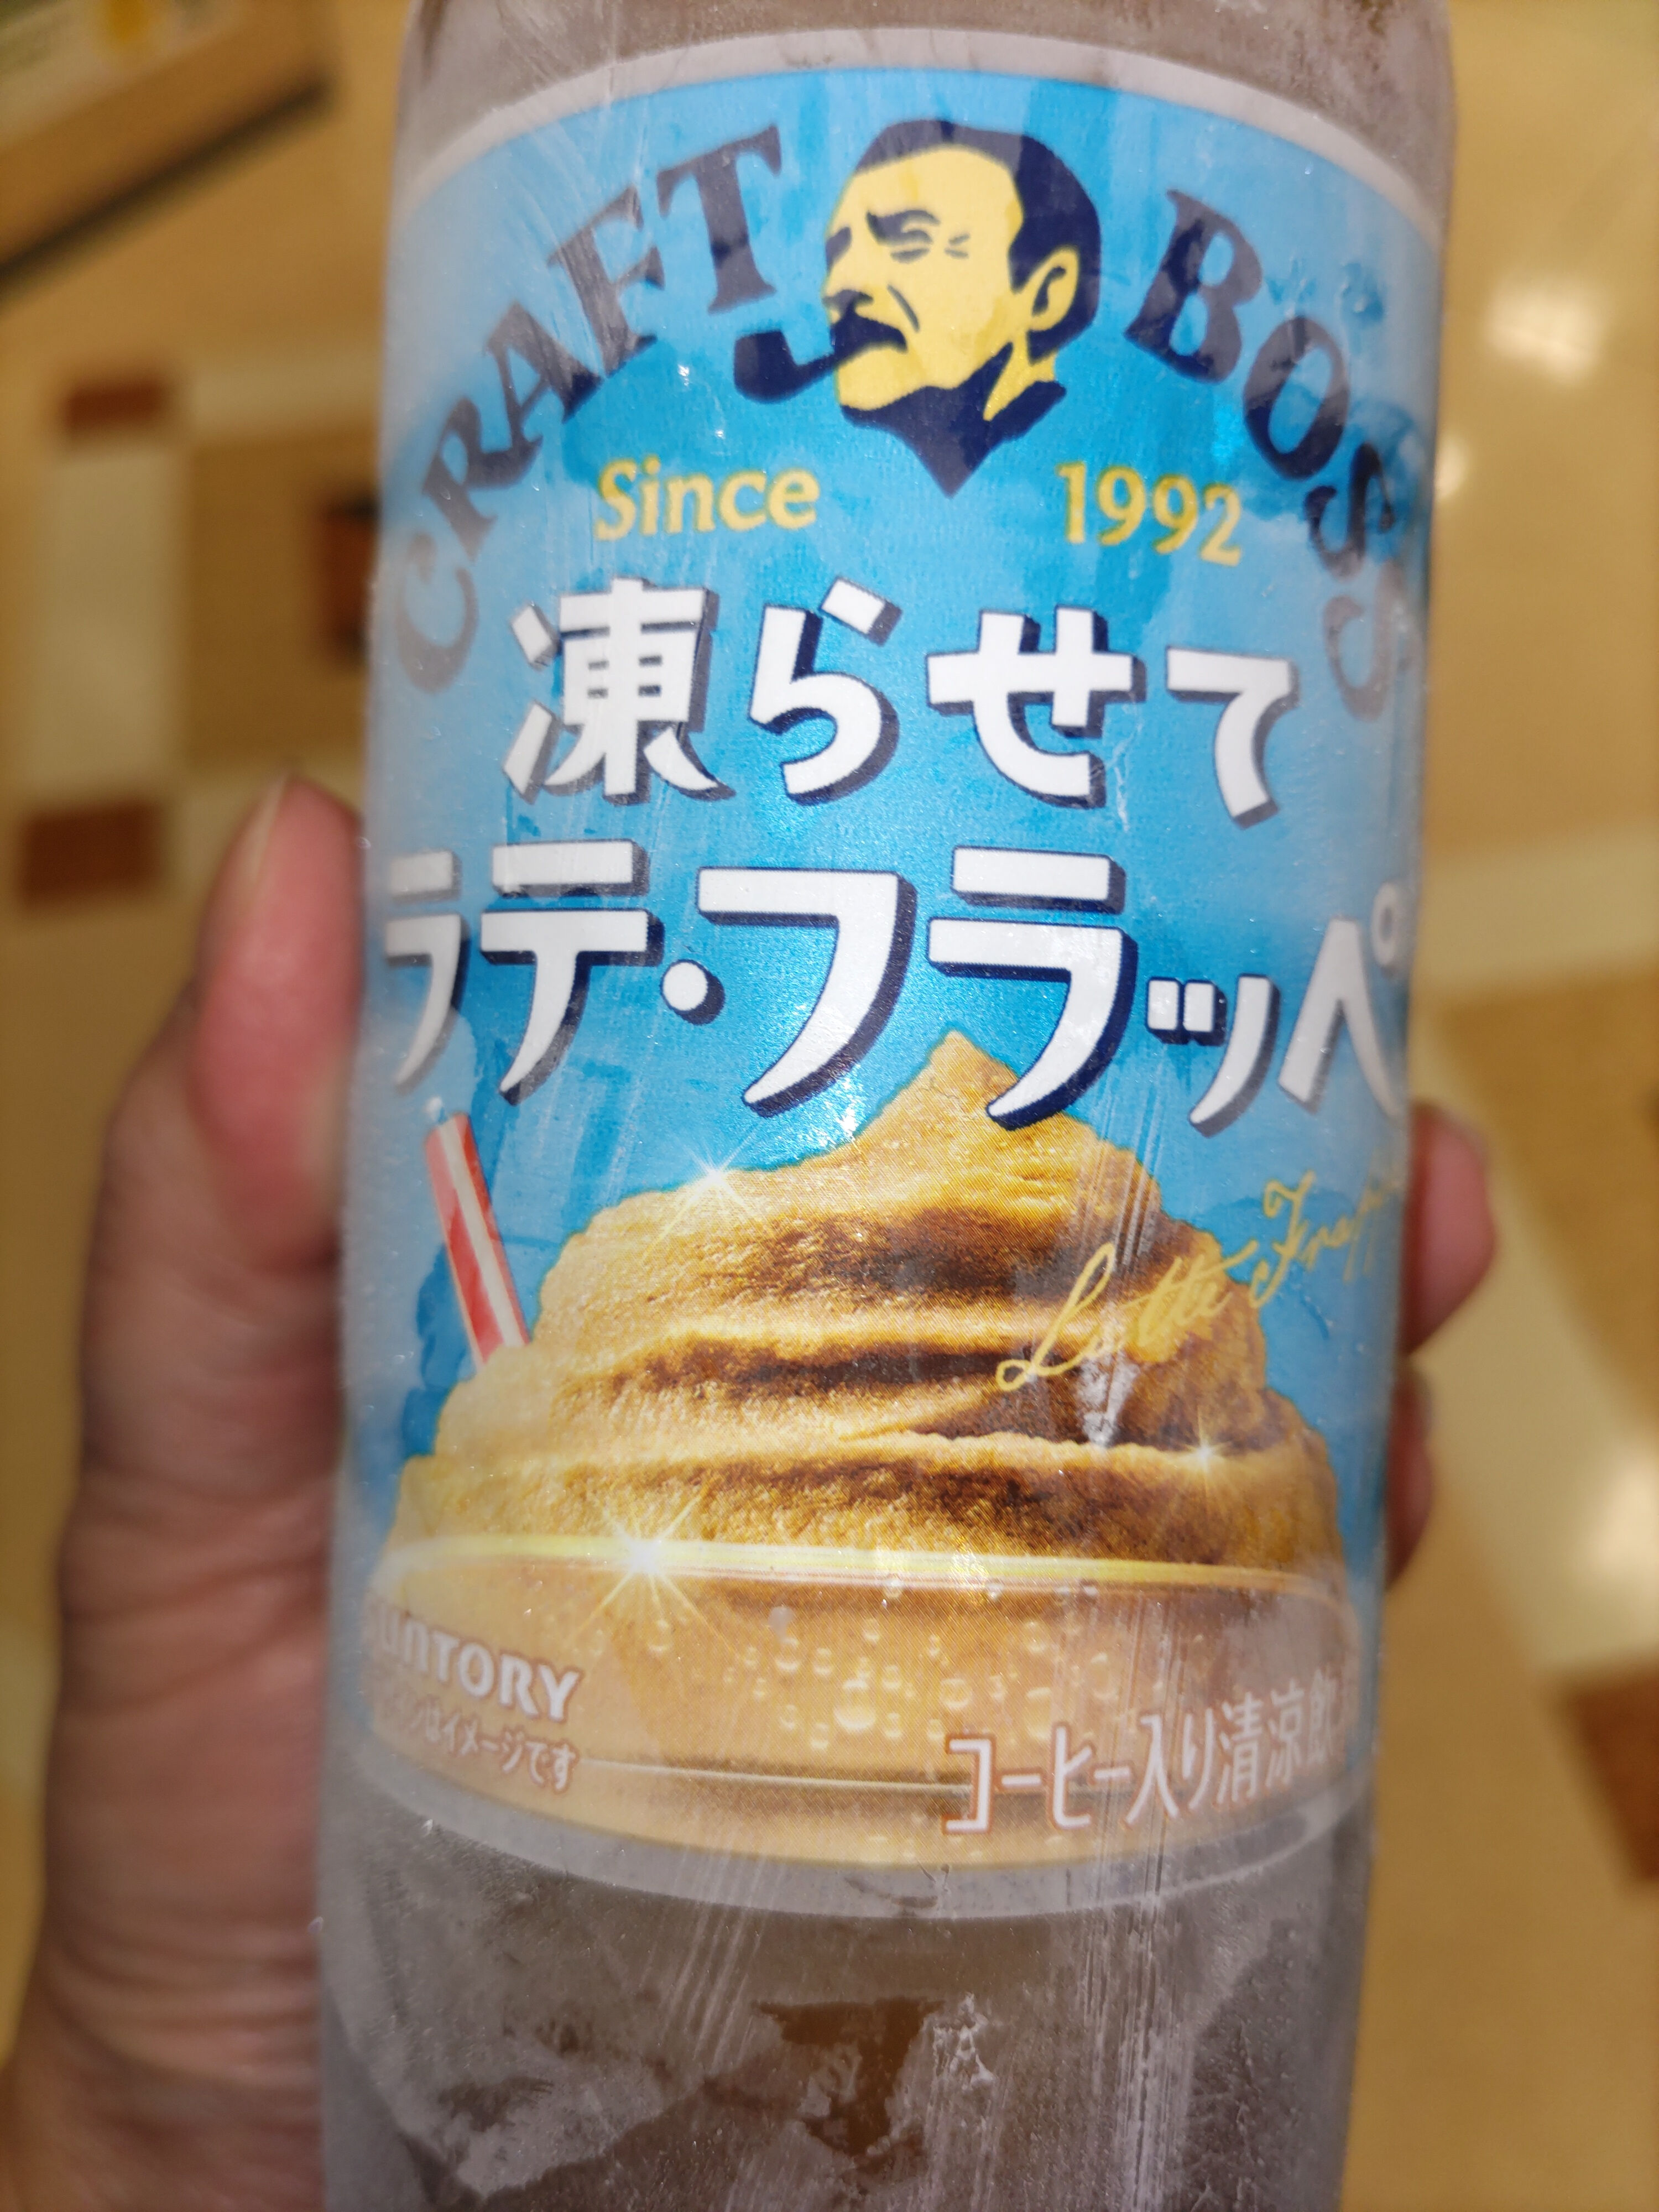 CRAFT BOSS
Since 1992
凍らせて
ラテ・フラッペ
Latte
SUNTORY
イメージです
コーヒー入り清涼飲